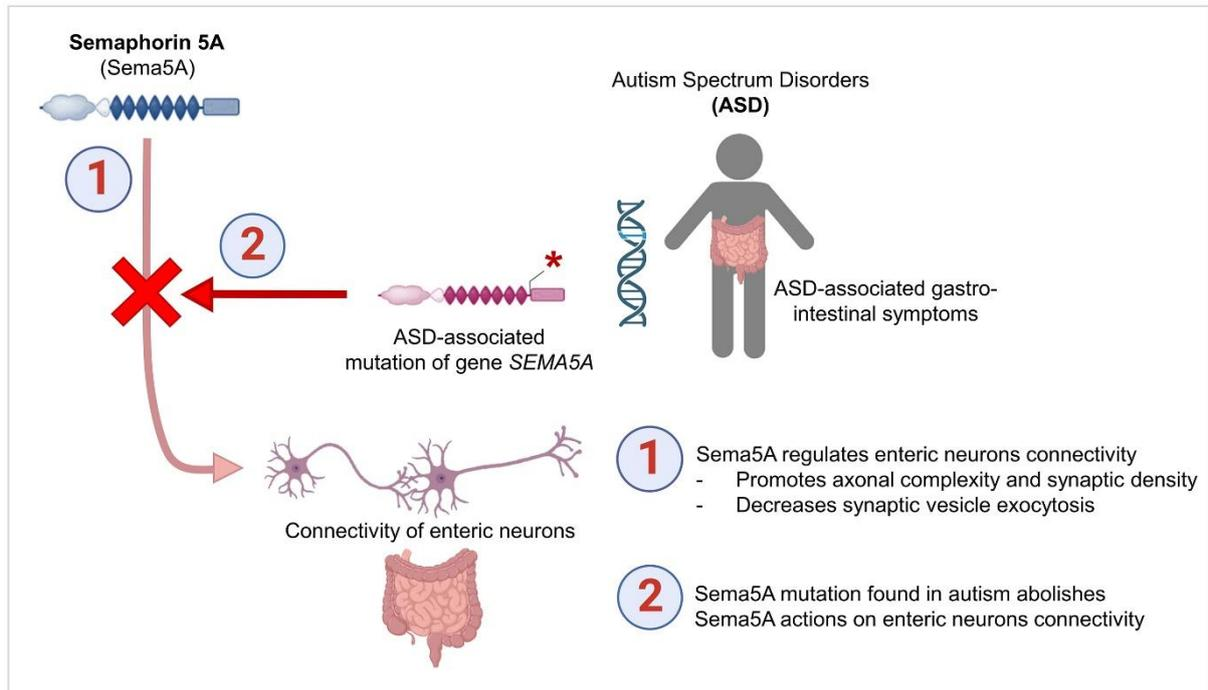 Semaphorin 5A
(Sema5A)
1
2
*
ASD-associated
mutation of gene SEMA5A
Autism Spectrum Disorders
(ASD)
ASD-associated gastro-
intestinal symptoms
Connectivity of enteric neurons
1
Sema5A regulates enteric neurons connectivity
- Promotes axonal complexity and synaptic density
- Decreases synaptic vesicle exocytosis
2
Sema5A mutation found in autism abolishes
Sema5A actions on enteric neurons connectivity